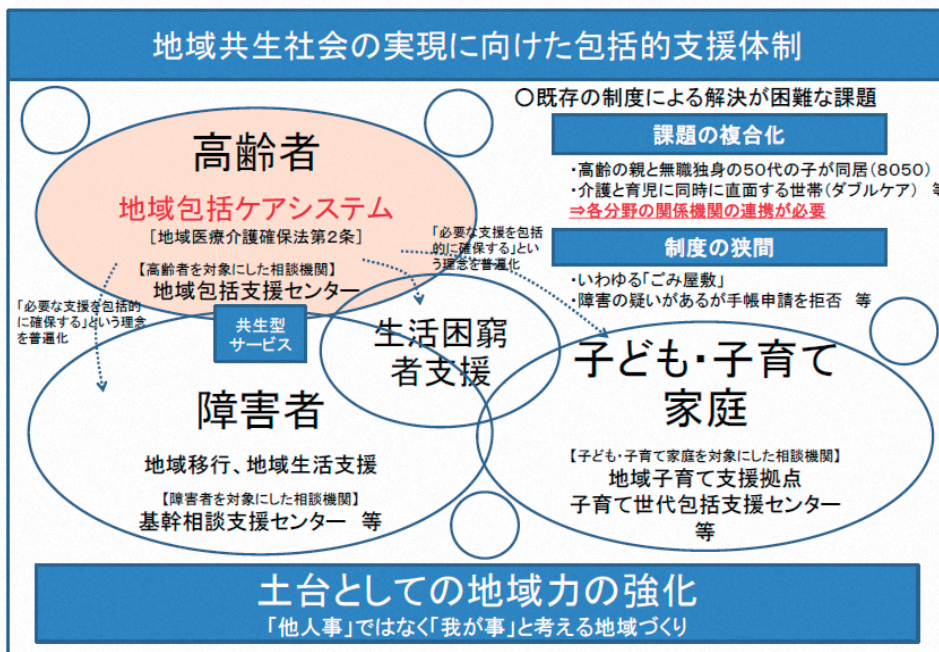 地域共生社会の実現に向けた包括的支援体制
○既存の制度による解決が困難な課題
課題の複合化
・高齢の親と無職独身の50代の子が同居(8050)
・介護と育児に同時に直面する世帯(ダブルケア) 等
⇒各分野の関係機関の連携が必要
制度の狭間
・いわゆる「ごみ屋敷」
・障害の疑いがあるが手帳申請を拒否 等
高齢者
地域包括ケアシステム
[地域医療介護確保法第2条]
【高齢者を対象にした相談機関】
地域包括支援センター
「必要な支援を包括
的に確保する」とい
う理念を普遍化
「必要な支援を包括的
に確保する」という理念
を普遍化
共生型
サービス
生活困窮
者支援
障害者
地域移行、地域生活支援
【障害者を対象にした相談機関】
基幹相談支援センター 等
子ども・子育て
家庭
【子ども・子育て家庭を対象にした相談機関】
地域子育て支援拠点
子育て世代包括支援センター
等
土台としての地域力の強化
「他人事」ではなく「我が事」と考える地域づくり